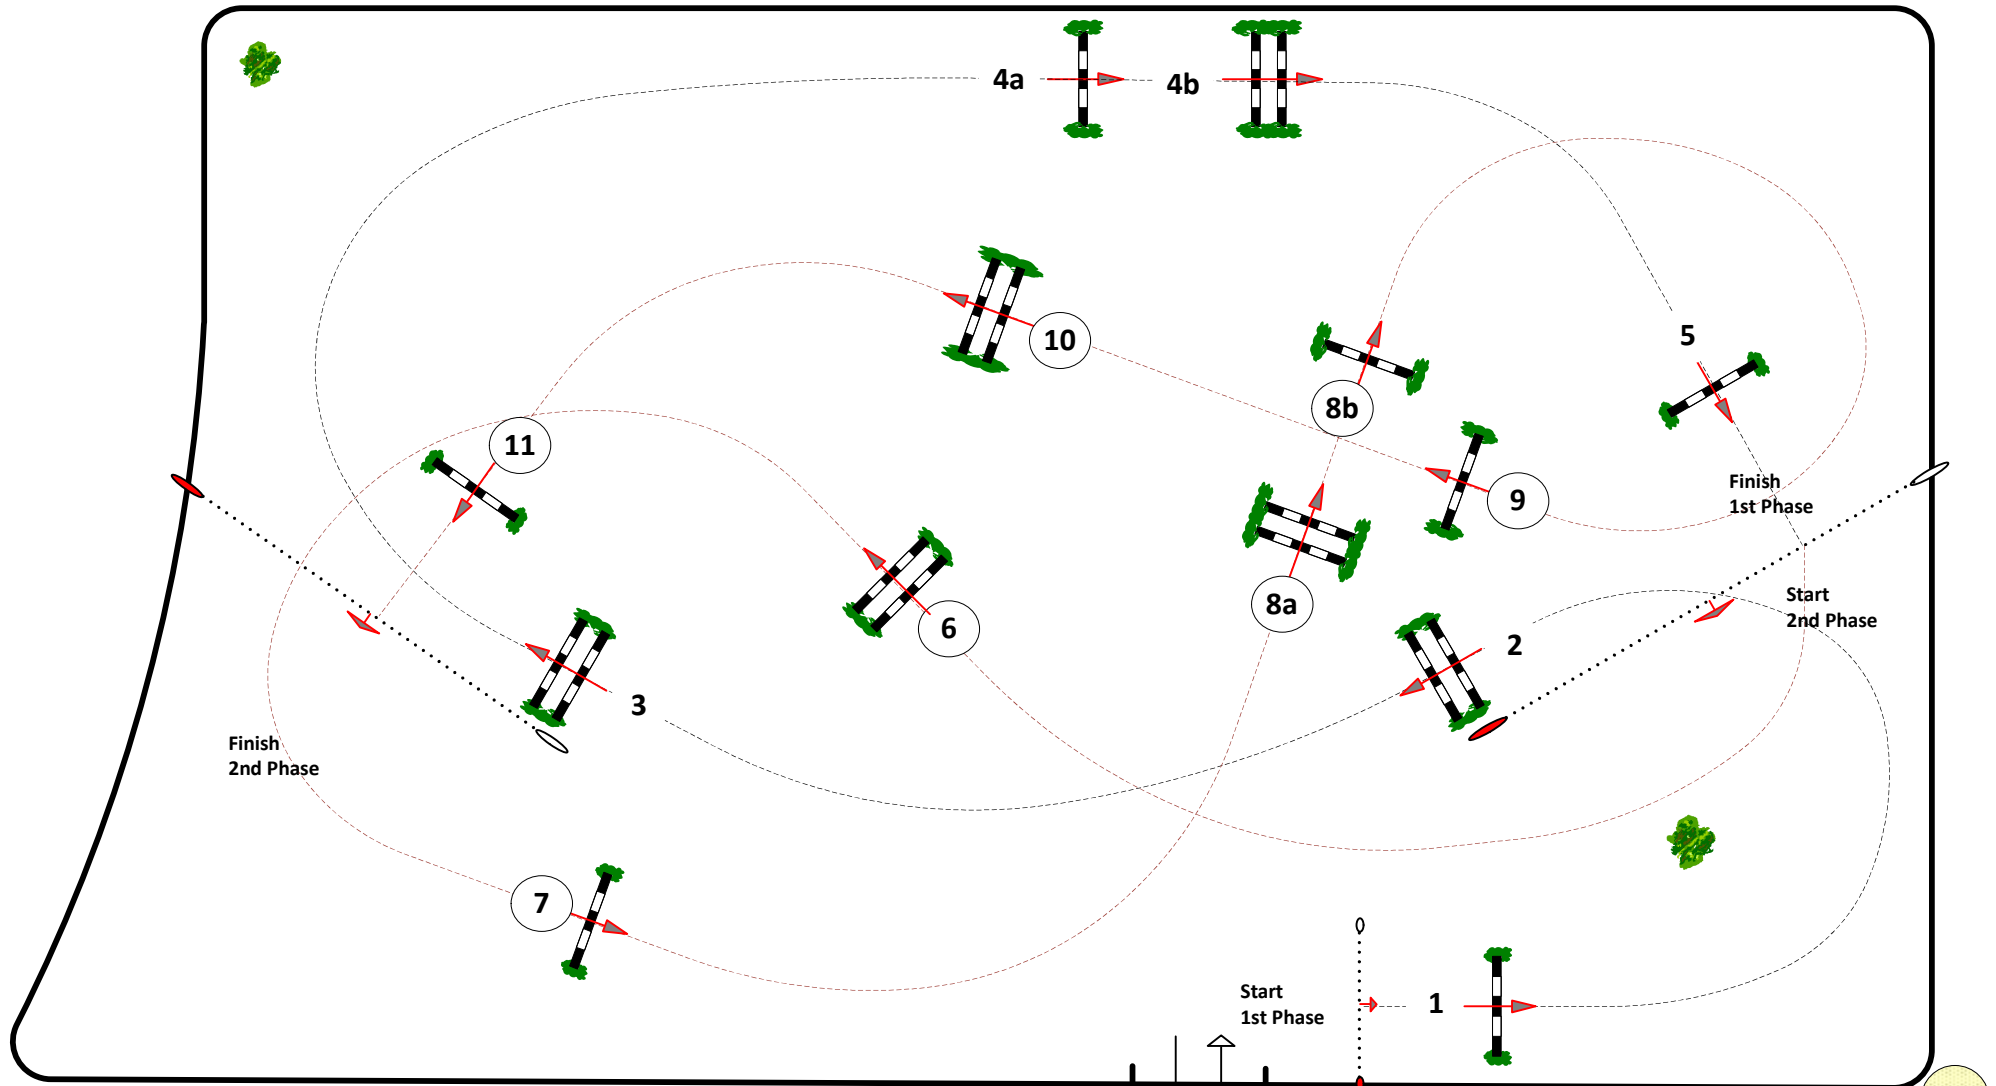 4a
4b
5
10
8b
11
Finish
1st Phase
9
Start
2nd Phase
8a
6
2
3
Finish
2nd Phase
7
Start
1st Phase
1